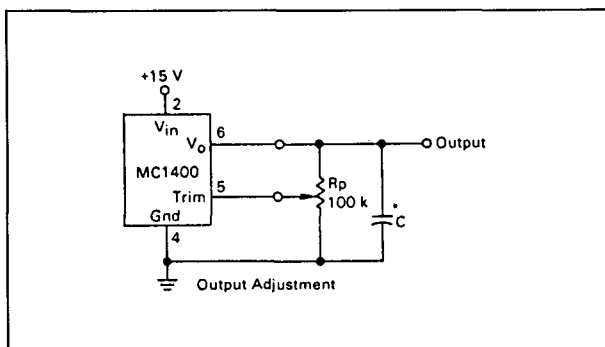 +15 V
2
Vin
6
Vo
Output
MC1400
Rp
100 k
5
Trim
* C
Gnd
4
Output Adjustment